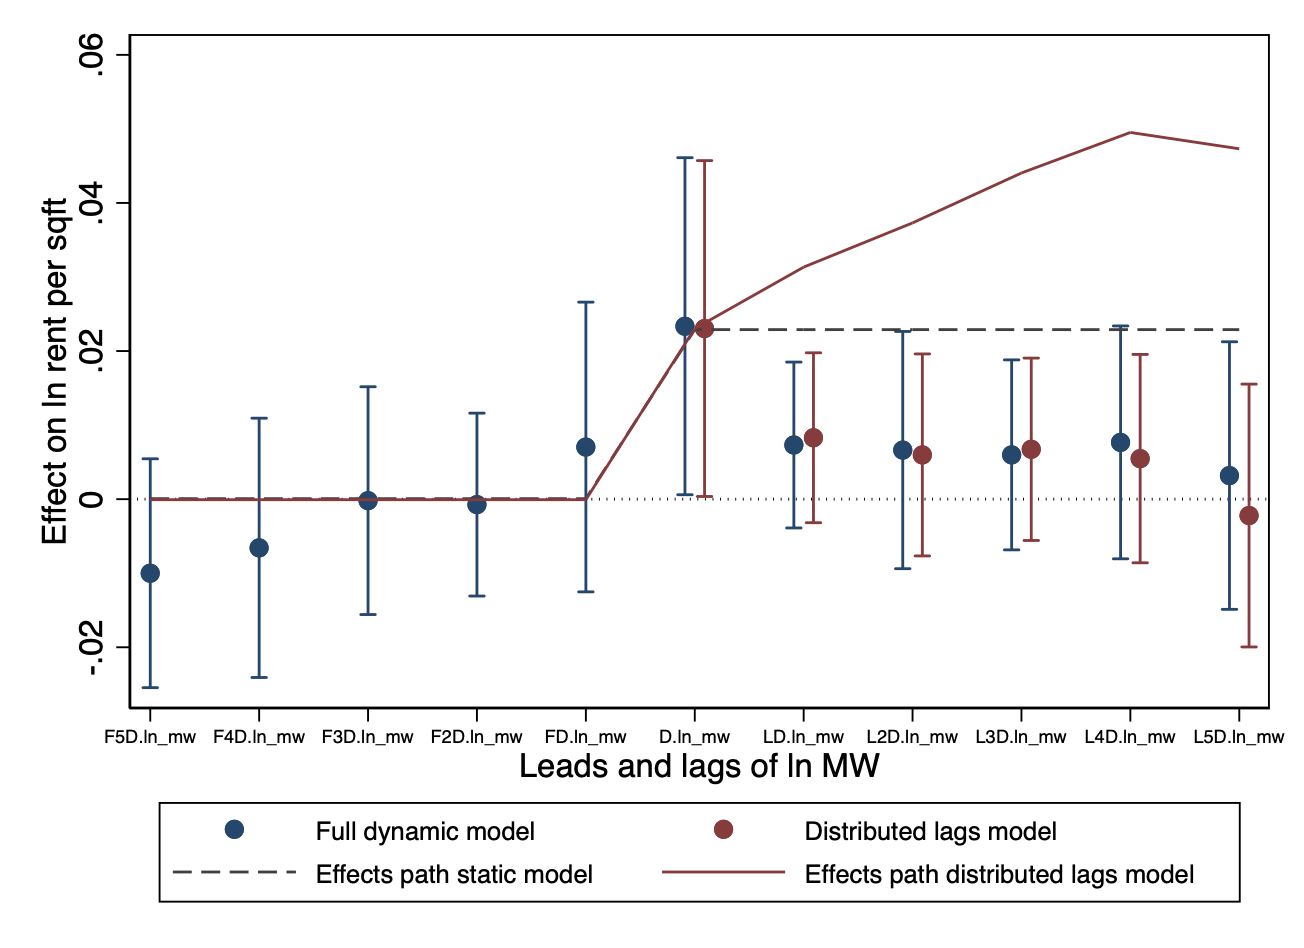 Effect on ln rent per sqft
.06
.04
.02
0
-.02
F5D.ln_mw F4D.ln_mw F3D.ln_mw F2D.ln_mw FD.ln_mw D.ln_mw LD.ln_mw L2D.ln_mw L3D.ln_mw L4D.ln_mw L5D.ln_mw
Leads and lags of ln MW
Full dynamic model Distributed lags model
Effects path static model Effects path distributed lags model